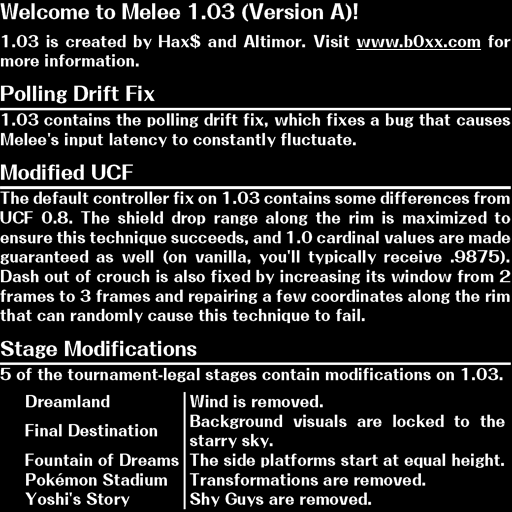 Welcome to Melee 1.03 (Version A)!
1.03 is created by Hax$ and Altimor. Visit www.b0xx.com for
more information.
Polling Drift Fix
1.03 contains the polling drift fix, which fixes a bug that causes
Melee's input latency to constantly fluctuate.
Modified UCF
The default controller fix on 1.03 contains some differences from
UCF 0.8. The shield drop range along the rim is maximized to
ensure this technique succeeds, and 1.0 cardinal values are made
guaranteed as well (on vanilla, you'll typically receive .9875).
Dash out of crouch is also fixed by increasing its window from 2
frames to 3 frames and repairing a few coordinates along the rim
that can randomly cause this technique to fail.
Stage Modifications
5 of the tournament-legal stages contain modifications on 1.03.
Dreamland Wind is removed.
Final Destination Background visuals are locked to the
starry sky.
Fountain of Dreams The side platforms start at equal height.
Pokémon Stadium Transformations are removed.
Yoshi's Story Shy Guys are removed.